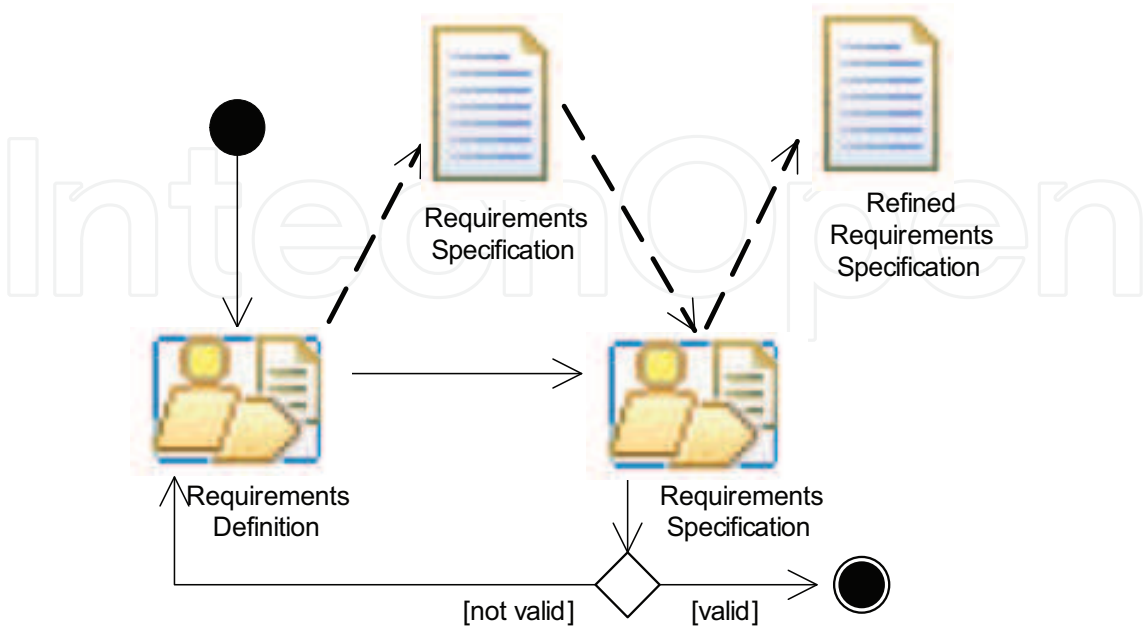 IntechOpen
Requirements
Specification
Refined
Requirements
Specification
Requirements
Definition
Requirements
Specification
[not valid]
[valid]